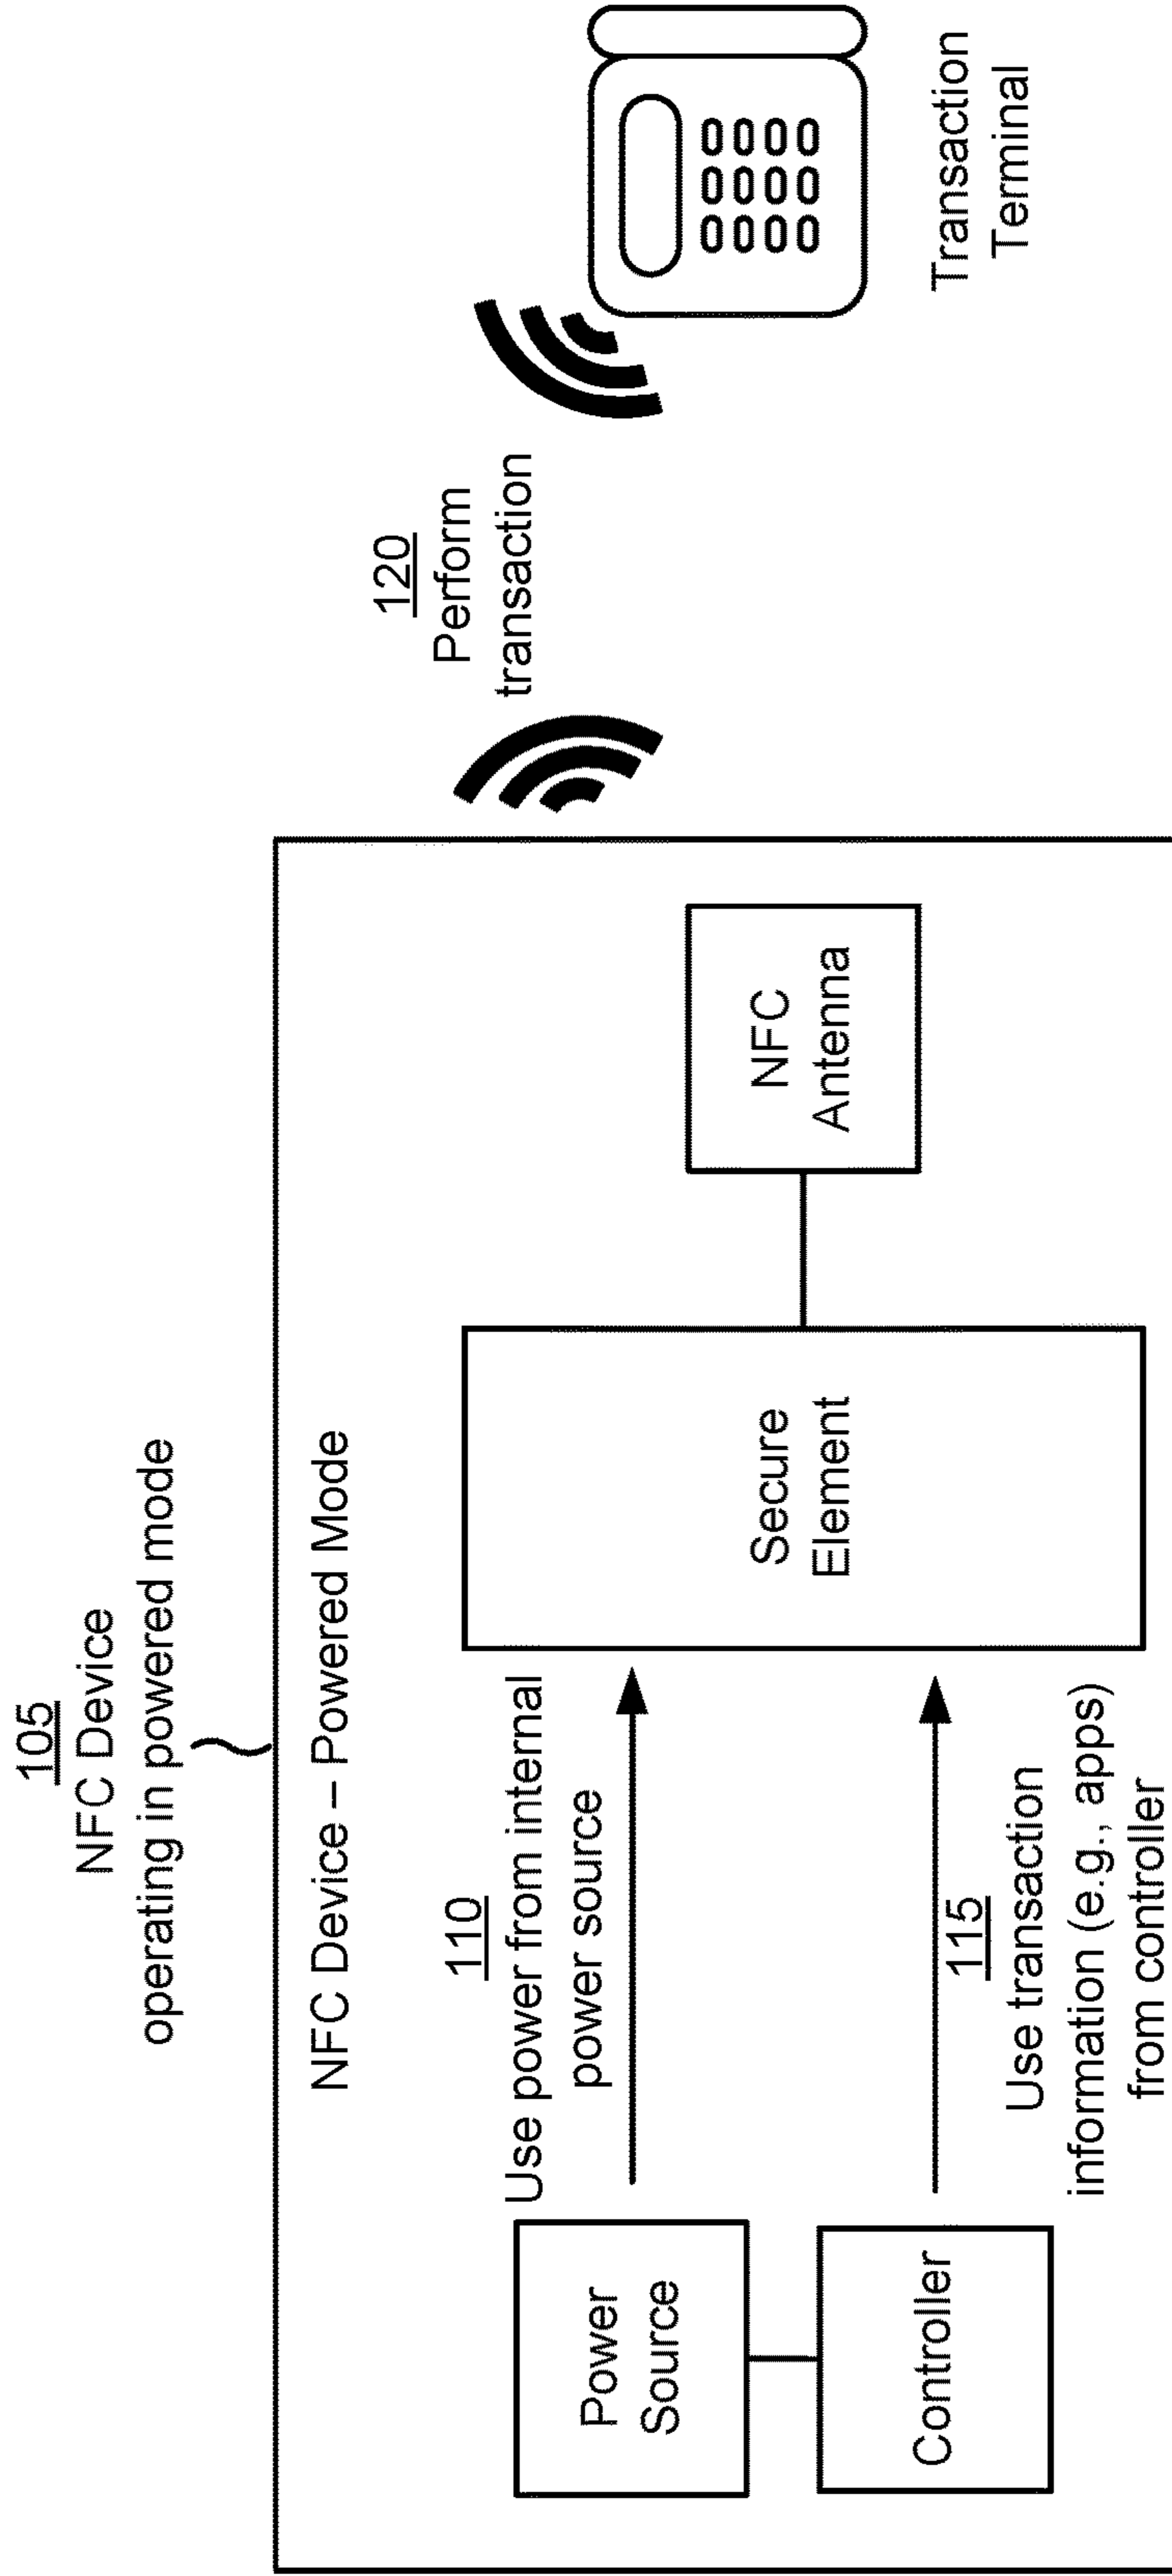 105
NFC Device
operating in powered mode
NFC Device – Powered Mode
110
Use power from internal
power source
Power
Source
Controller
115
Use transaction
information (e.g., apps)
from controller
Secure
Element
NFC
Antenna
120
Perform
transaction
Transaction
Terminal